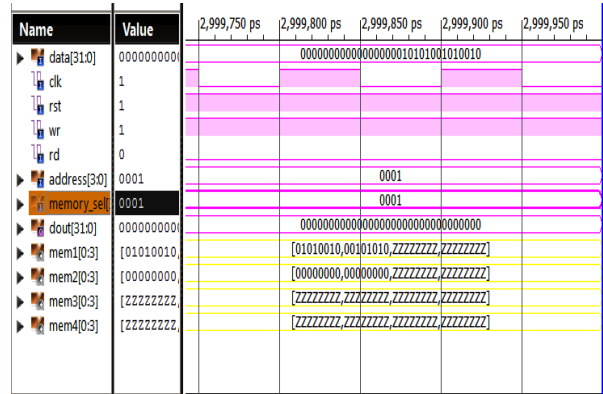 Name Value 2,999,750 ps 2,999,800 ps 2,999,850 ps 2,999,900 ps 2,999,950 ps
data[31:0] 0000000000 00000000000000000010101001010010
clk 1
rst 1
wr 1
rd 0
address[3:0] 0001 0001
memory_sel[ 0001 0001
dout[31:0] 0000000000 00000000000000000000000000000000
mem1[0:3] [01010010, [01010010,00101010,ZZZZZZZZ,ZZZZZZZZ]
mem2[0:3] [00000000, [00000000,00000000,ZZZZZZZZ,ZZZZZZZZ]
mem3[0:3] [ZZZZZZZZ, [ZZZZZZZZ,ZZZZZZZZ,ZZZZZZZZ,ZZZZZZZZ]
mem4[0:3] [ZZZZZZZZ, [ZZZZZZZZ,ZZZZZZZZ,ZZZZZZZZ,ZZZZZZZZ]